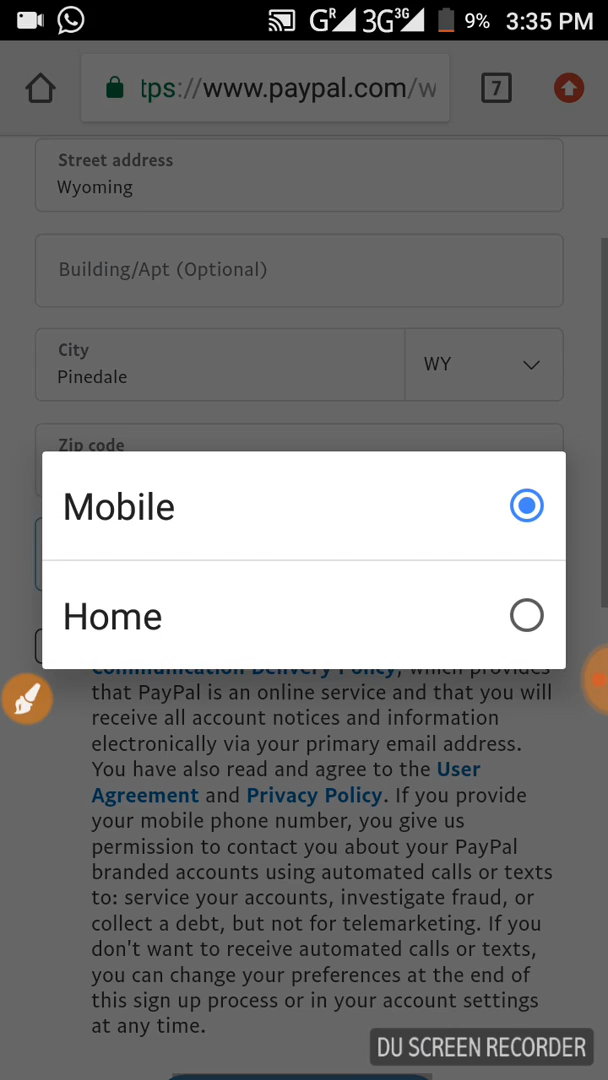 G R 3G 3G 9% 3:35 PM
tps://www.paypal.com/w
7
Street address
Wyoming
Building/Apt (Optional)
City
Pinedale
WY
Zip code
Mobile
Home
Communication Delivery Policy, which provides
that PayPal is an online service and that you will
receive all account notices and information
electronically via your primary email address.
You have also read and agree to the User
Agreement and Privacy Policy. If you provide
your mobile phone number, you give us
permission to contact you about your PayPal
branded accounts using automated calls or texts
to: service your accounts, investigate fraud, or
collect a debt, but not for telemarketing. If you
don't want to receive automated calls or texts,
you can change your preferences at the end of
this sign up process or in your account settings
at any time.
DU SCREEN RECORDER